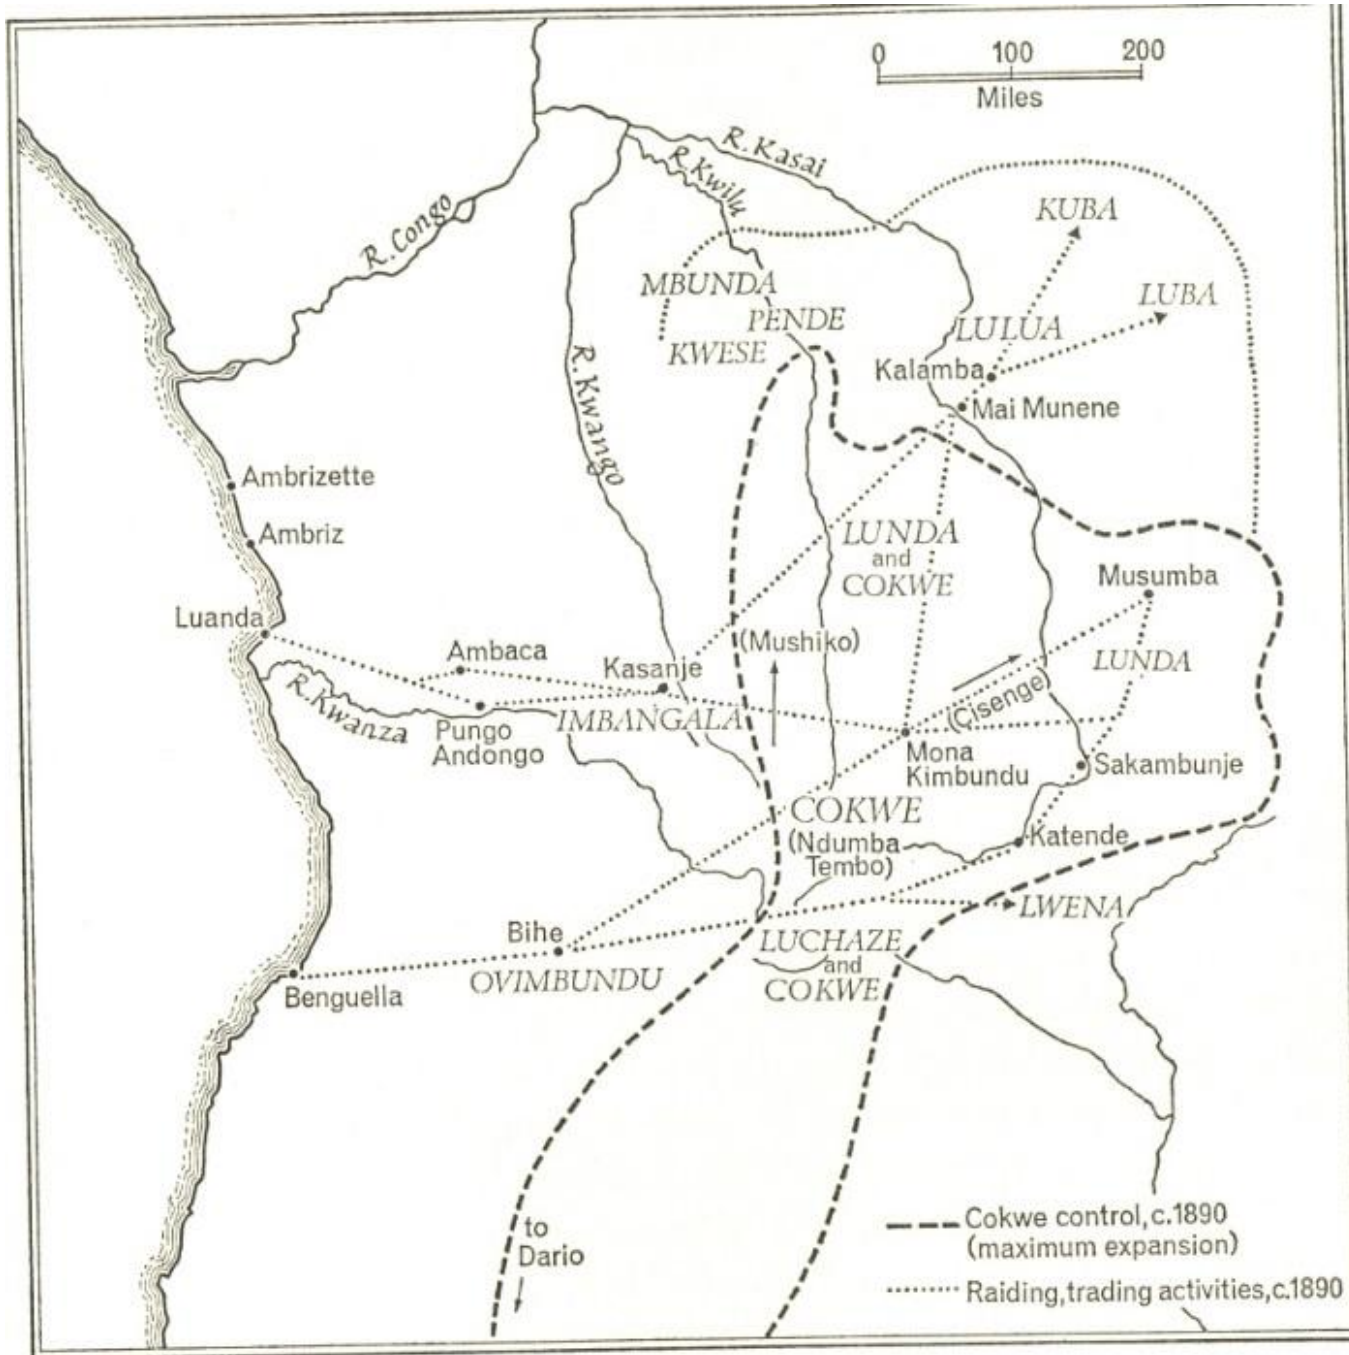 0 100 200
Miles
R. Kasai
R. Kwilu
R. Congo
KUBA
MBUNDA
LUBA
PENDE
LULUA
KWESE
R. Kwango
Kalamba
Mai Munene
Ambrizette
Ambriz
LUNDA
and
COKWE
Musumba
Luanda
Ambaca
Kasanje
(Mushiko)
LUNDA
R. Kwanza
Pungo
Andongo
IMBANGALA
(Çisenge)
Mona
Kimbundu
Sakambunje
COKWE
(Ndumba
Tembo)
Katende
LWENA
Bihe
OVIMBUNDU
LUCHAZE
and
COKWE
Benguella
to
Dario
Cokwe control, c.1890
(maximum expansion)
Raiding, trading activities, c.1890